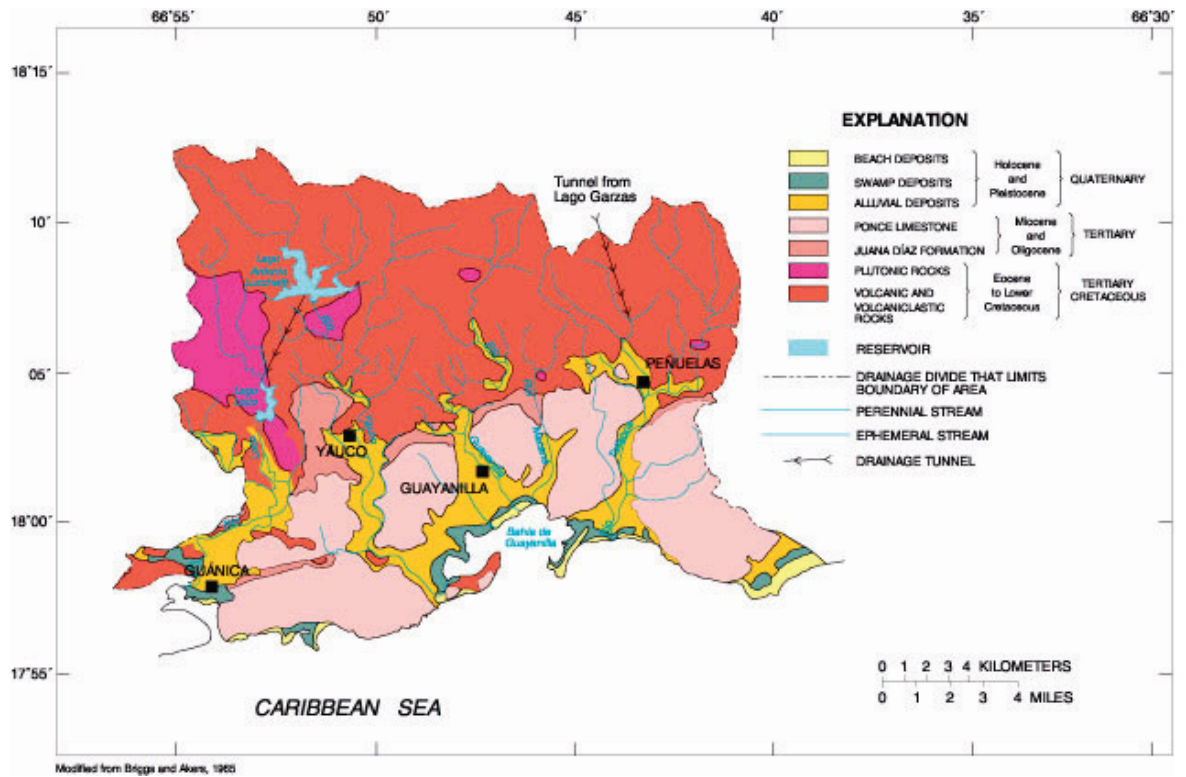 66°55´ 50´ 45´ 40´ 35´ 66°30´
18°15´
10´
05´
18°00´
17°55´
EXPLANATION
BEACH DEPOSITS
SWAMP DEPOSITS
ALLUVIAL DEPOSITS
Holocene
and
Pleistocene
QUATERNARY
PONCE LIMESTONE
JUANA DÍAZ FORMATION
Miocene
and
Oligocene
TERTIARY
PLUTONIC ROCKS
VOLCANIC AND
VOLCANICLASTIC
ROCKS
Eocene
to Lower
Cretaceous
TERTIARY
CRETACEOUS
RESERVOIR
DRAINAGE DIVIDE THAT LIMITS
BOUNDARY OF AREA
PERENNIAL STREAM
EPHEMERAL STREAM
DRAINAGE TUNNEL
Tunnel from
Lago Garzas
Lago
PEÑUELAS
Lago
YAUCO
GUAYANILLA
Bahía de
Guayanilla
GUÁNICA
0 1 2 3 4 KILOMETERS
0 1 2 3 4 MILES
CARIBBEAN SEA
Modified from Briggs and Akers, 1965